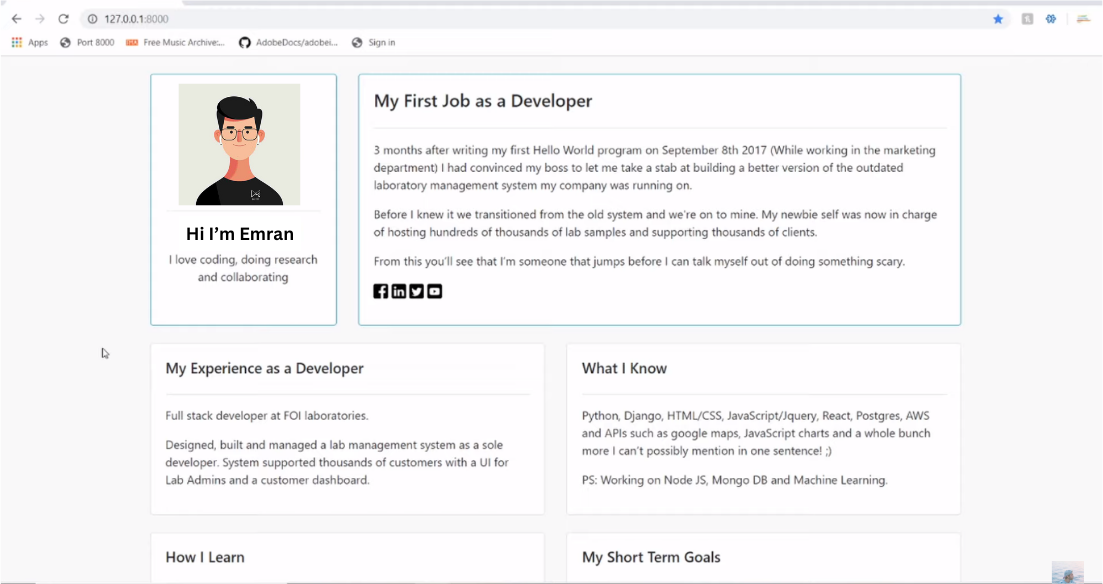 127.0.0.1:8000
Apps Port 8000 Free Music Archive:... AdobeDocs/adobei... Sign in
Hi I’m Emran
I love coding, doing research
and collaborating
My First Job as a Developer
3 months after writing my first Hello World program on September 8th 2017 (While working in the marketing
department) I had convinced my boss to let me take a stab at building a better version of the outdated
laboratory management system my company was running on.
Before I knew it we transitioned from the old system and we're on to mine. My newbie self was now in charge
of hosting hundreds of thousands of lab samples and supporting thousands of clients.
From this you'll see that I'm someone that jumps before I can talk myself out of doing something scary.
My Experience as a Developer
Full stack developer at FOI laboratories.
Designed, built and managed a lab management system as a sole
developer. System supported thousands of customers with a UI for
Lab Admins and a customer dashboard.
What I Know
Python, Django, HTML/CSS, JavaScript/Jquery, React, Postgres, AWS
and APIs such as google maps, JavaScript charts and a whole bunch
more I can't possibly mention in one sentence! ;)
PS: Working on Node JS, Mongo DB and Machine Learning.
How I Learn
My Short Term Goals